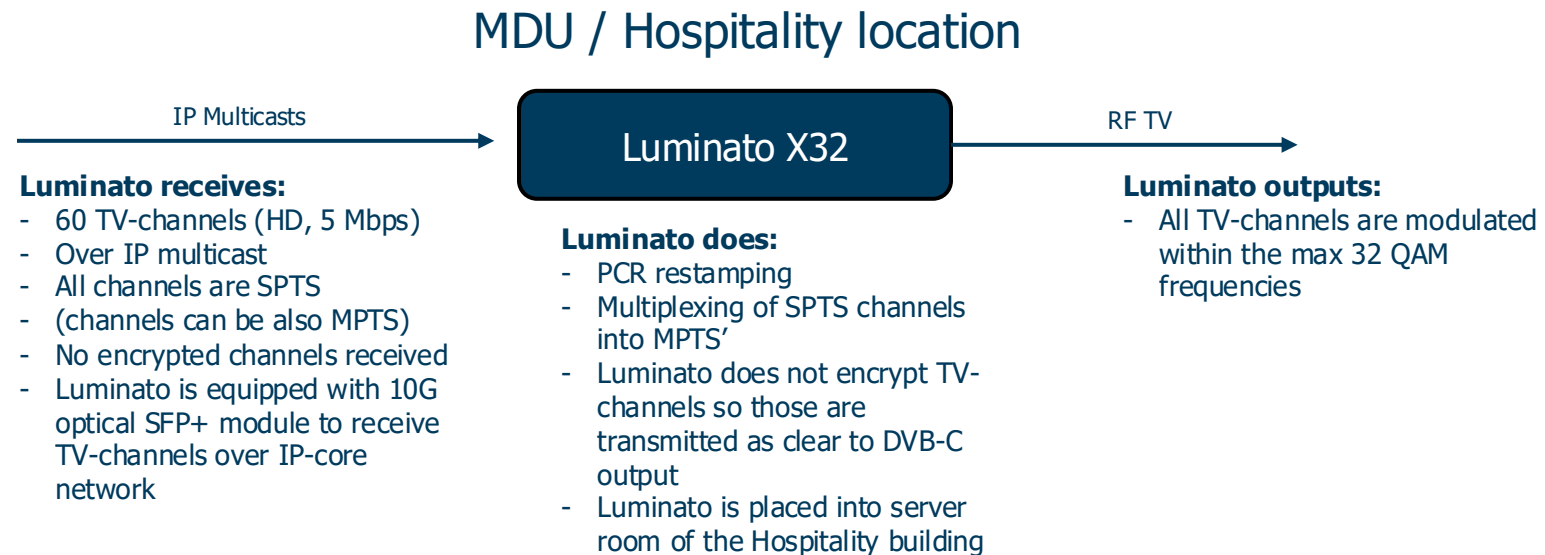 MDU / Hospitality location
IP Multicasts
Luminato X32
RF TV
Luminato receives:
- 60 TV-channels (HD, 5 Mbps)
- Over IP multicast
- All channels are SPTS
- (channels can be also MPTS)
- No encrypted channels received
- Luminato is equipped with 10G
optical SFP+ module to receive
TV-channels over IP-core
network
Luminato does:
- PCR restamping
- Multiplexing of SPTS channels
into MPTS’
- Luminato does not encrypt TV-
channels so those are
transmitted as clear to DVB-C
output
- Luminato is placed into server
room of the Hospitality building
Luminato outputs:
- All TV-channels are modulated
within the max 32 QAM
frequencies